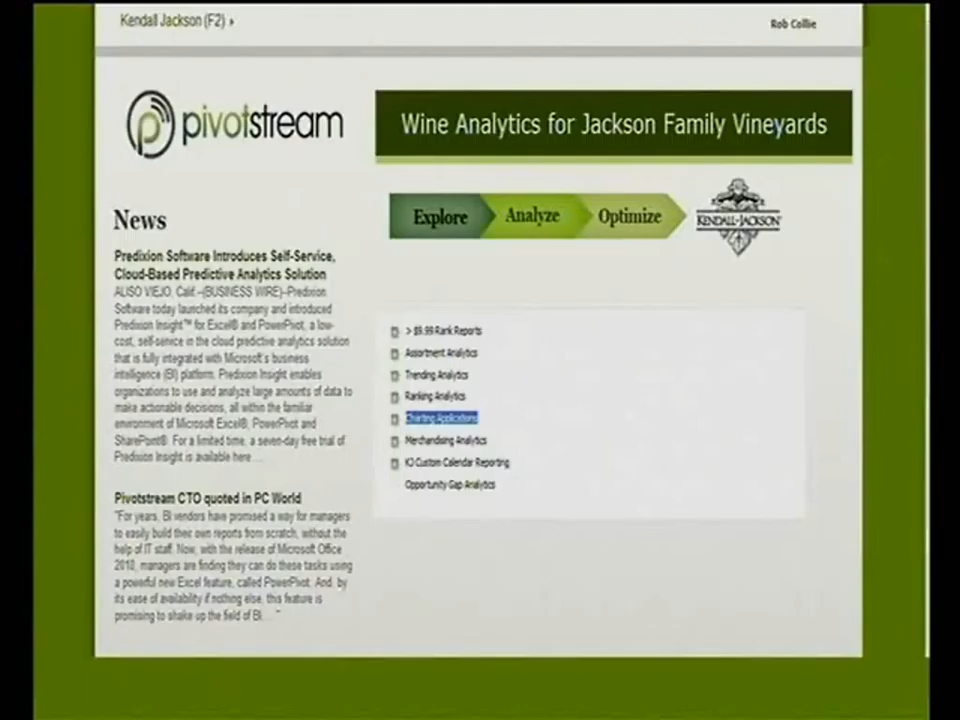 Kendall Jackson (F2)
Rob Collie
pivotstream
Wine Analytics for Jackson Family Vineyards
Explore
Analyze
Optimize
KENDALL-JACKSON
News
Predixion Software Introduces Self-Service,
Cloud-Based Predictive Analytics Solution
ALISO VIEJO, Calif.--(BUSINESS WIRE)--Predixion
Software today launched its company and introduced
Predixion Insight™ for Excel® and PowerPivot, a low-
cost, self-service in the cloud predictive analytics solution
that is fully integrated with Microsoft's business
intelligence (BI) platform. Predixion Insight enables
organizations to use and analyze large amounts of data to
make actionable decisions, all within the familiar
environment of Microsoft Excel®, PowerPivot and
SharePoint®. For a limited time, a seven-day free trial of
Predixion Insight is available here ...
Pivotstream CTO quoted in PC World
"For years, BI vendors have promised a way for managers
to easily build their own reports from scratch, without the
help of IT staff. Now, with the release of Microsoft Office
2010, managers are finding they can do these tasks using
a powerful new Excel feature, called PowerPivot. And, by
its ease of availability if nothing else, this feature is
promising to shake up the field of BI..."
> $9.99 Rank Reports
Assortment Analytics
Trending Analytics
Ranking Analytics
Charting Applications
Merchandising Analytics
KJ Custom Calendar Reporting
Opportunity Gap Analytics